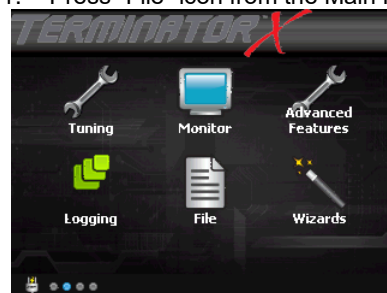 1. Press "File" icon from the Main
TERMINATOR X
Tuning
Monitor
Advanced
Features
Logging
File
Wizards